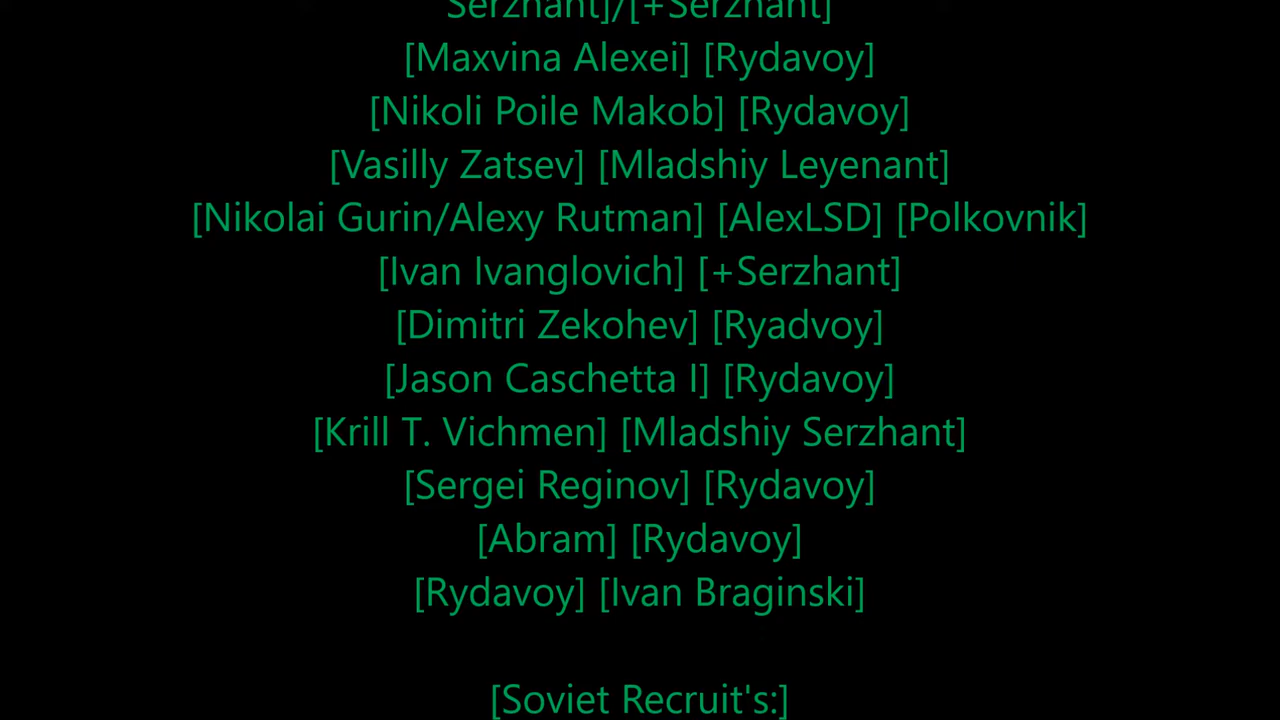 Serzhant]/[+Serzhant]
[Maxvina Alexei] [Rydavoy]
[Nikoli Poile Makob] [Rydavoy]
[Vasilly Zatsev] [Mladshiy Leyenant]
[Nikolai Gurin/Alexy Rutman] [AlexLSD] [Polkovnik]
[Ivan Ivanglovich] [+Serzhant]
[Dimitri Zekohev] [Ryadvoy]
[Jason Caschetta I] [Rydavoy]
[Krill T. Vichmen] [Mladshiy Serzhant]
[Sergei Reginov] [Rydavoy]
[Abram] [Rydavoy]
[Rydavoy] [Ivan Braginski]
[Soviet Recruit's:]